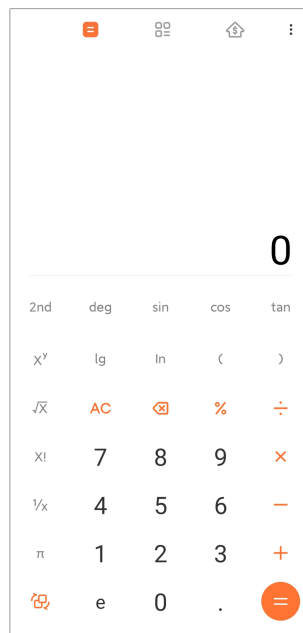 0
2nd deg sin cos tan
Xʸ lg ln ( )
√X AC % ÷
X! 7 8 9 ×
¹/x 4 5 6 −
π 1 2 3 +
e 0 . =